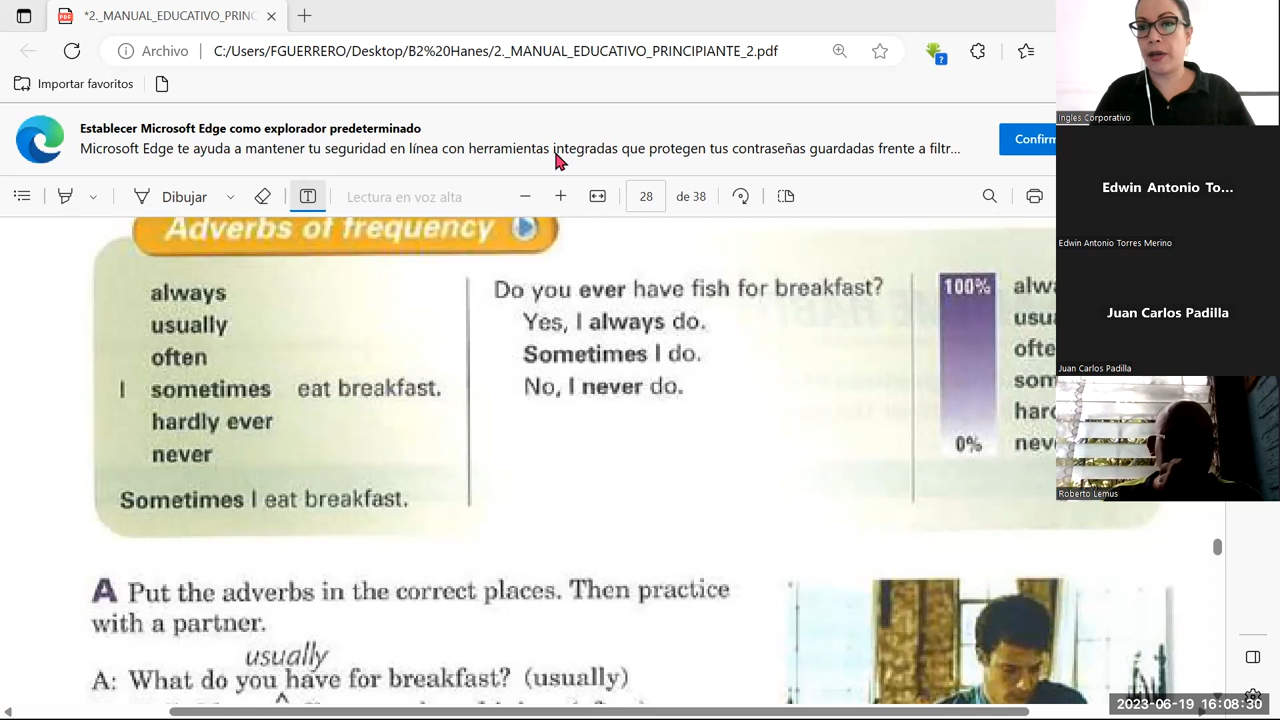 *2._MANUAL_EDUCATIVO_PRINC
Archivo
C:/Users/FGUERRERO/Desktop/B2%20Hanes/2._MANUAL_EDUCATIVO_PRINCIPIANTE_2.pdf
Importar favoritos
Establecer Microsoft Edge como explorador predeterminado
Microsoft Edge te ayuda a mantener tu seguridad en línea con herramientas integradas que protegen tus contraseñas guardadas frente a filtr...
Confirm
Dibujar
Lectura en voz alta
28 de 38
Adverbs of frequency
always
usually
often
I sometimes eat breakfast.
hardly ever
never
Sometimes I eat breakfast.
Do you ever have fish for breakfast?
Yes, I always do.
Sometimes I do.
No, I never do.
100%
0%
A Put the adverbs in the correct places. Then practice
with a partner.
usually
A: What do you have for breakfast? (usually)
Ingles Corporativo
Edwin Antonio To...
Edwin Antonio Torres Merino
Juan Carlos Padilla
Juan Carlos Padilla
Roberto Lemus
2023-06-19 16:08:30